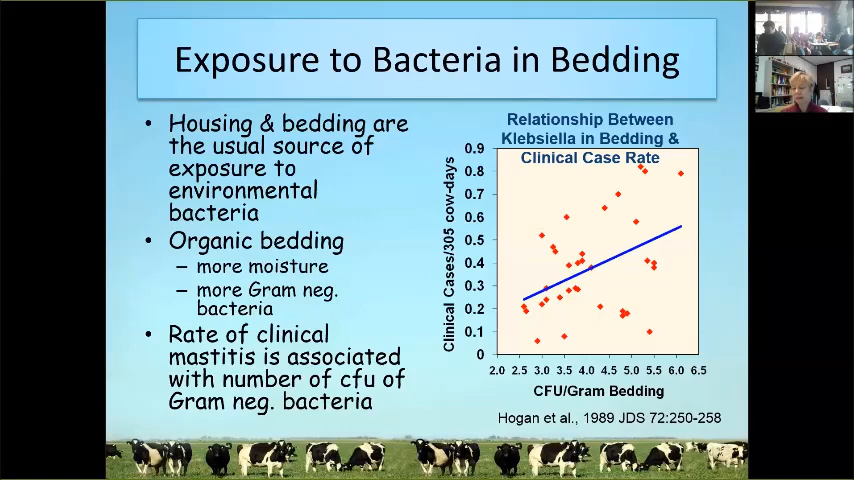 Exposure to Bacteria in Bedding
• Housing & bedding are
the usual source of
exposure to
environmental
bacteria
• Organic bedding
– more moisture
– more Gram neg.
bacteria
• Rate of clinical
mastitis is associated
with number of cfu of
Gram neg. bacteria
Relationship Between
Klebsiella in Bedding &
Clinical Case Rate
Clinical Cases/305 cow-days
0.9
0.8
0.7
0.6
0.5
0.4
0.3
0.2
0.1
0
2.0 2.5 3.0 3.5 4.0 4.5 5.0 5.5 6.0 6.5
CFU/Gram Bedding
Hogan et al., 1989 JDS 72:250-258